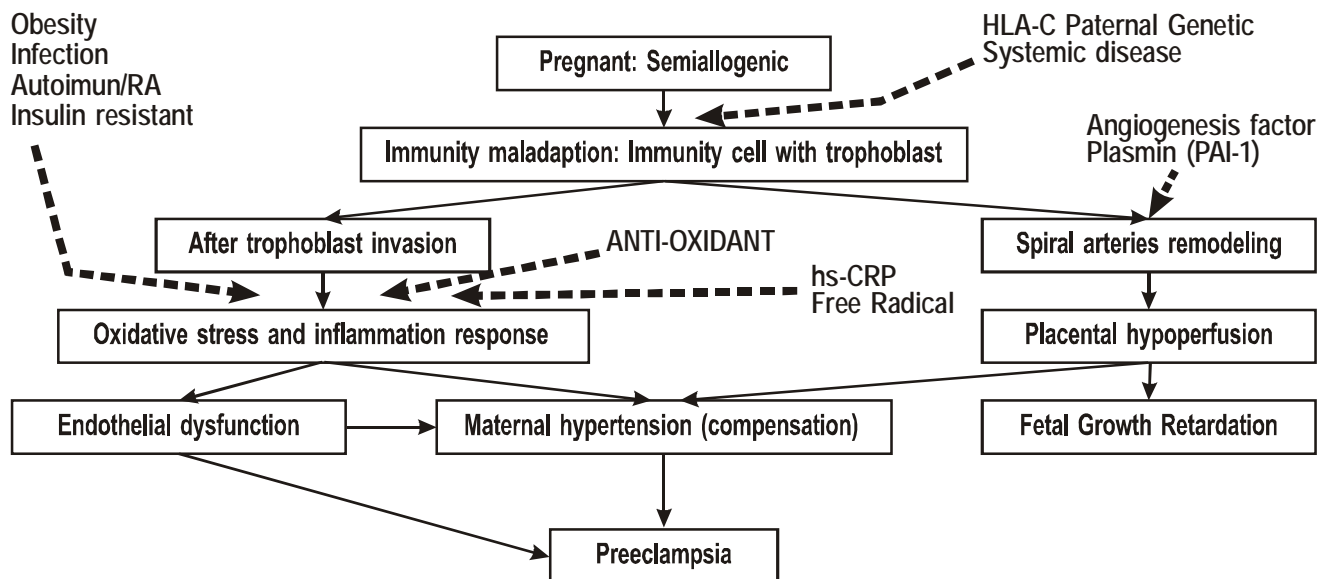 Obesity
Infection
Autoimun/RA
Insulin resistant
HLA-C Paternal Genetic
Systemic disease
Pregnant: Semiallogenic
Immunity maladaption: Immunity cell with trophoblast
Angiogenesis factor
Plasmin (PAI-1)
After trophoblast invasion
ANTI-OXIDANT
Spiral arteries remodeling
hs-CRP
Free Radical
Oxidative stress and inflammation response
Placental hypoperfusion
Endothelial dysfunction
Maternal hypertension (compensation)
Fetal Growth Retardation
Preeclampsia